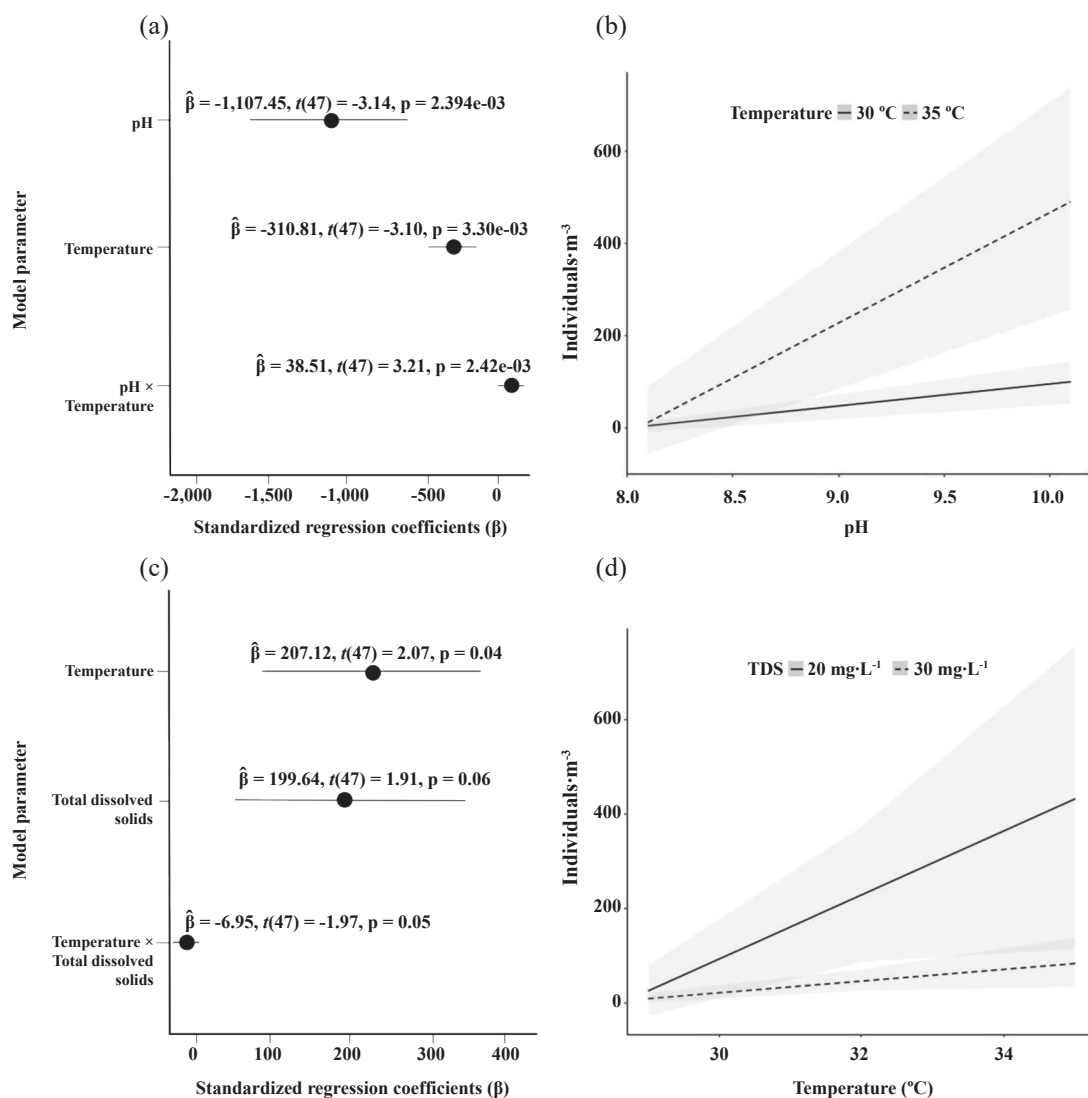 (a)
β̂ = -1,107.45, t(47) = -3.14, p = 2.394e-03
pH
β̂ = -310.81, t(47) = -3.10, p = 3.30e-03
Temperature
β̂ = 38.51, t(47) = 3.21, p = 2.42e-03
pH ×
Temperature
Model parameter
-2,000 -1,500 -1,000 -500 0
Standardized regression coefficients (β)
(b)
Temperature 30 ºC 35 ºC
Individuals·m⁻³
600
400
200
0
8.0 8.5 9.0 9.5 10.0
pH
(c)
β̂ = 207.12, t(47) = 2.07, p = 0.04
Temperature
β̂ = 199.64, t(47) = 1.91, p = 0.06
Total dissolved
solids
β̂ = -6.95, t(47) = -1.97, p = 0.05
Temperature ×
Total dissolved
solids
Model parameter
0 100 200 300 400
Standardized regression coefficients (β)
(d)
TDS 20 mg·L⁻¹ 30 mg·L⁻¹
Individuals·m⁻³
600
400
200
0
30 32 34
Temperature (ºC)